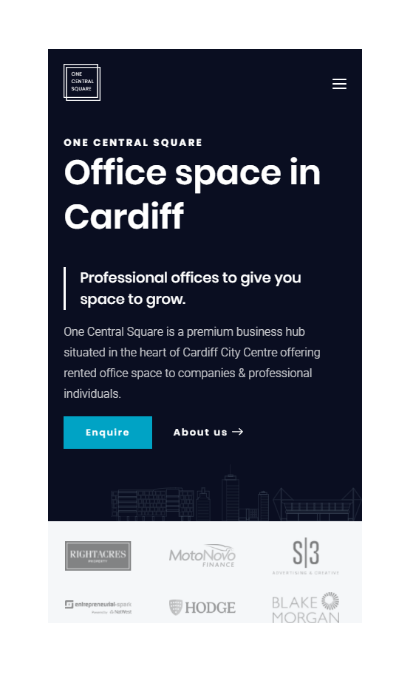 ONE
CENTRAL
SQUARE
ONE CENTRAL SQUARE
Office space in
Cardiff
Professional offices to give you
space to grow.
One Central Square is a premium business hub
situated in the heart of Cardiff City Centre offering
rented office space to companies & professional
individuals.
Enquire About us →
RIGHTACRES
PROPERTY
MotoNovo
FINANCE
S|3
ADVERTISING & CREATIVE
entrepreneurial-spark
HODGE
BLAKE
MORGAN